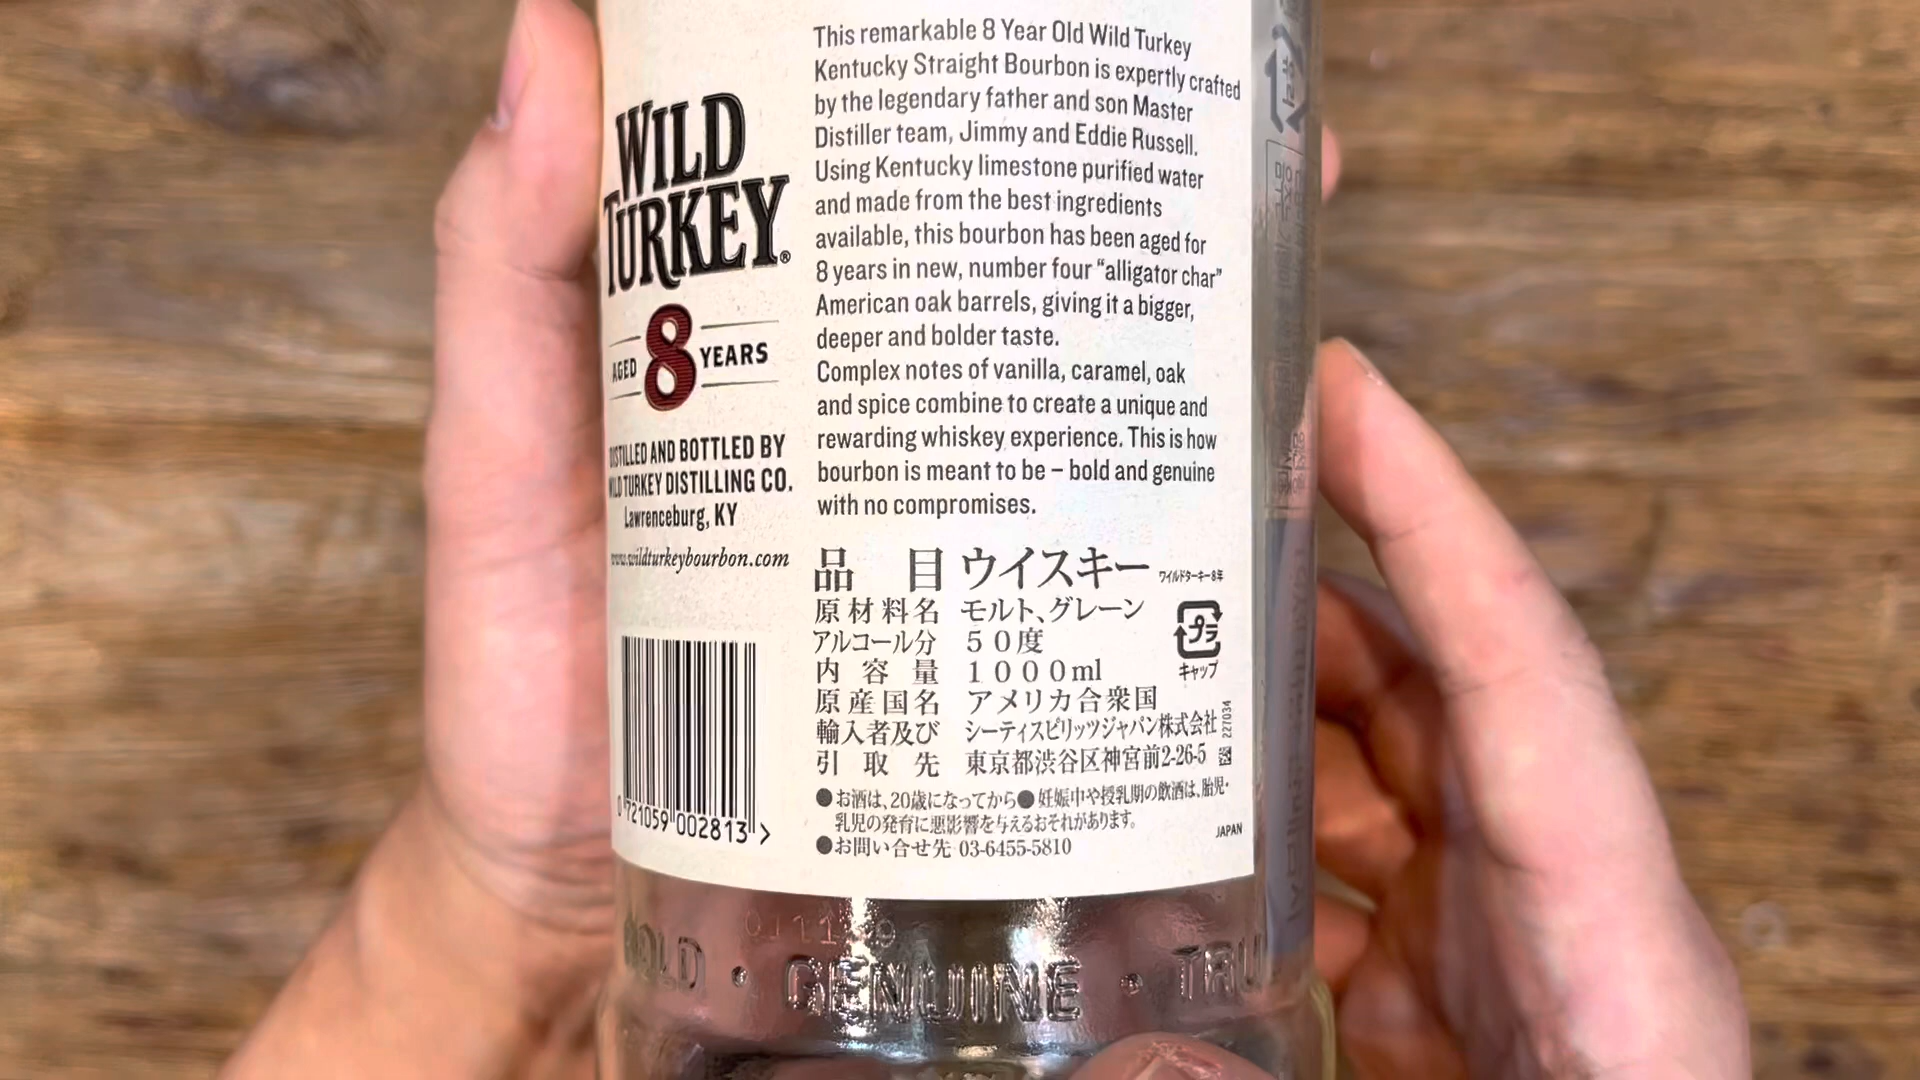 WILD
TURKEY®
AGED 8 YEARS
DISTILLED AND BOTTLED BY
WILD TURKEY DISTILLING CO.
Lawrenceburg, KY
www.wildturkeybourbon.com
0 721059 002813 >
This remarkable 8 Year Old Wild Turkey
Kentucky Straight Bourbon is expertly crafted
by the legendary father and son Master
Distiller team, Jimmy and Eddie Russell.
Using Kentucky limestone purified water
and made from the best ingredients
available, this bourbon has been aged for
8 years in new, number four “alligator char”
American oak barrels, giving it a bigger,
deeper and bolder taste.
Complex notes of vanilla, caramel, oak
and spice combine to create a unique and
rewarding whiskey experience. This is how
bourbon is meant to be – bold and genuine
with no compromises.
品目 ウイスキー ワイルドターキー8年
原材料名 モルト、グレーン
アルコール分 50度
内容量 1000ml
原産国名 アメリカ合衆国
輸入者及び シーティスピリッツジャパン株式会社
引取先 東京都渋谷区神宮前2-26-5
プラ
キャップ
227034
●お酒は、20歳になってから●妊娠中や授乳期の飲酒は、胎児・
乳児の発育に悪影響を与えるおそれがあります。
●お問い合せ先 03-6455-5810
JAPAN
BOLD · GENUINE · TRU